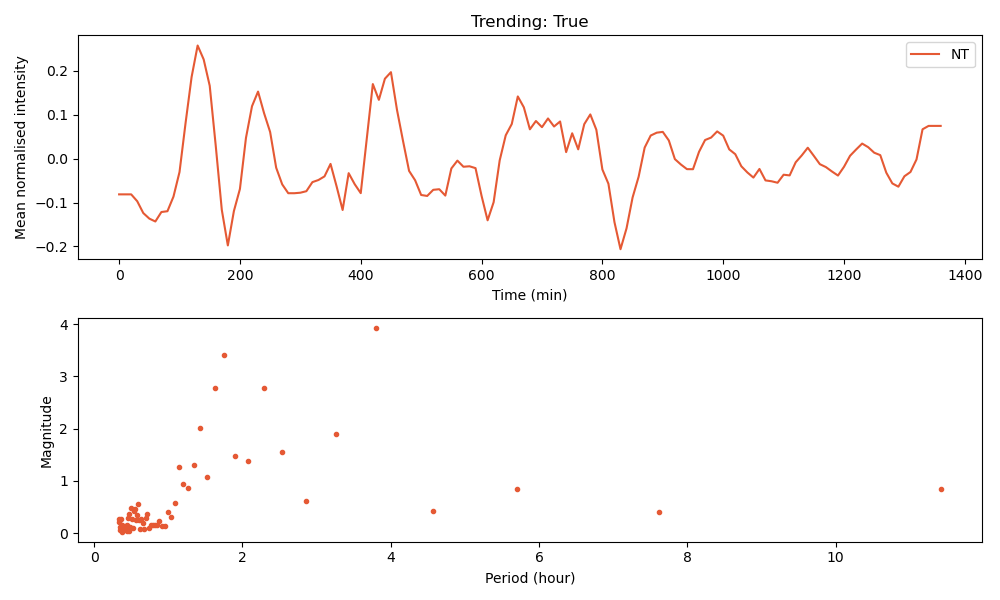 Trending: True
Mean normalised intensity
0.2
0.1
0.0
−0.1
−0.2
NT
0 200 400 600 800 1000 1200 1400
Time (min)
Magnitude
4
3
2
1
0
0 2 4 6 8 10
Period (hour)